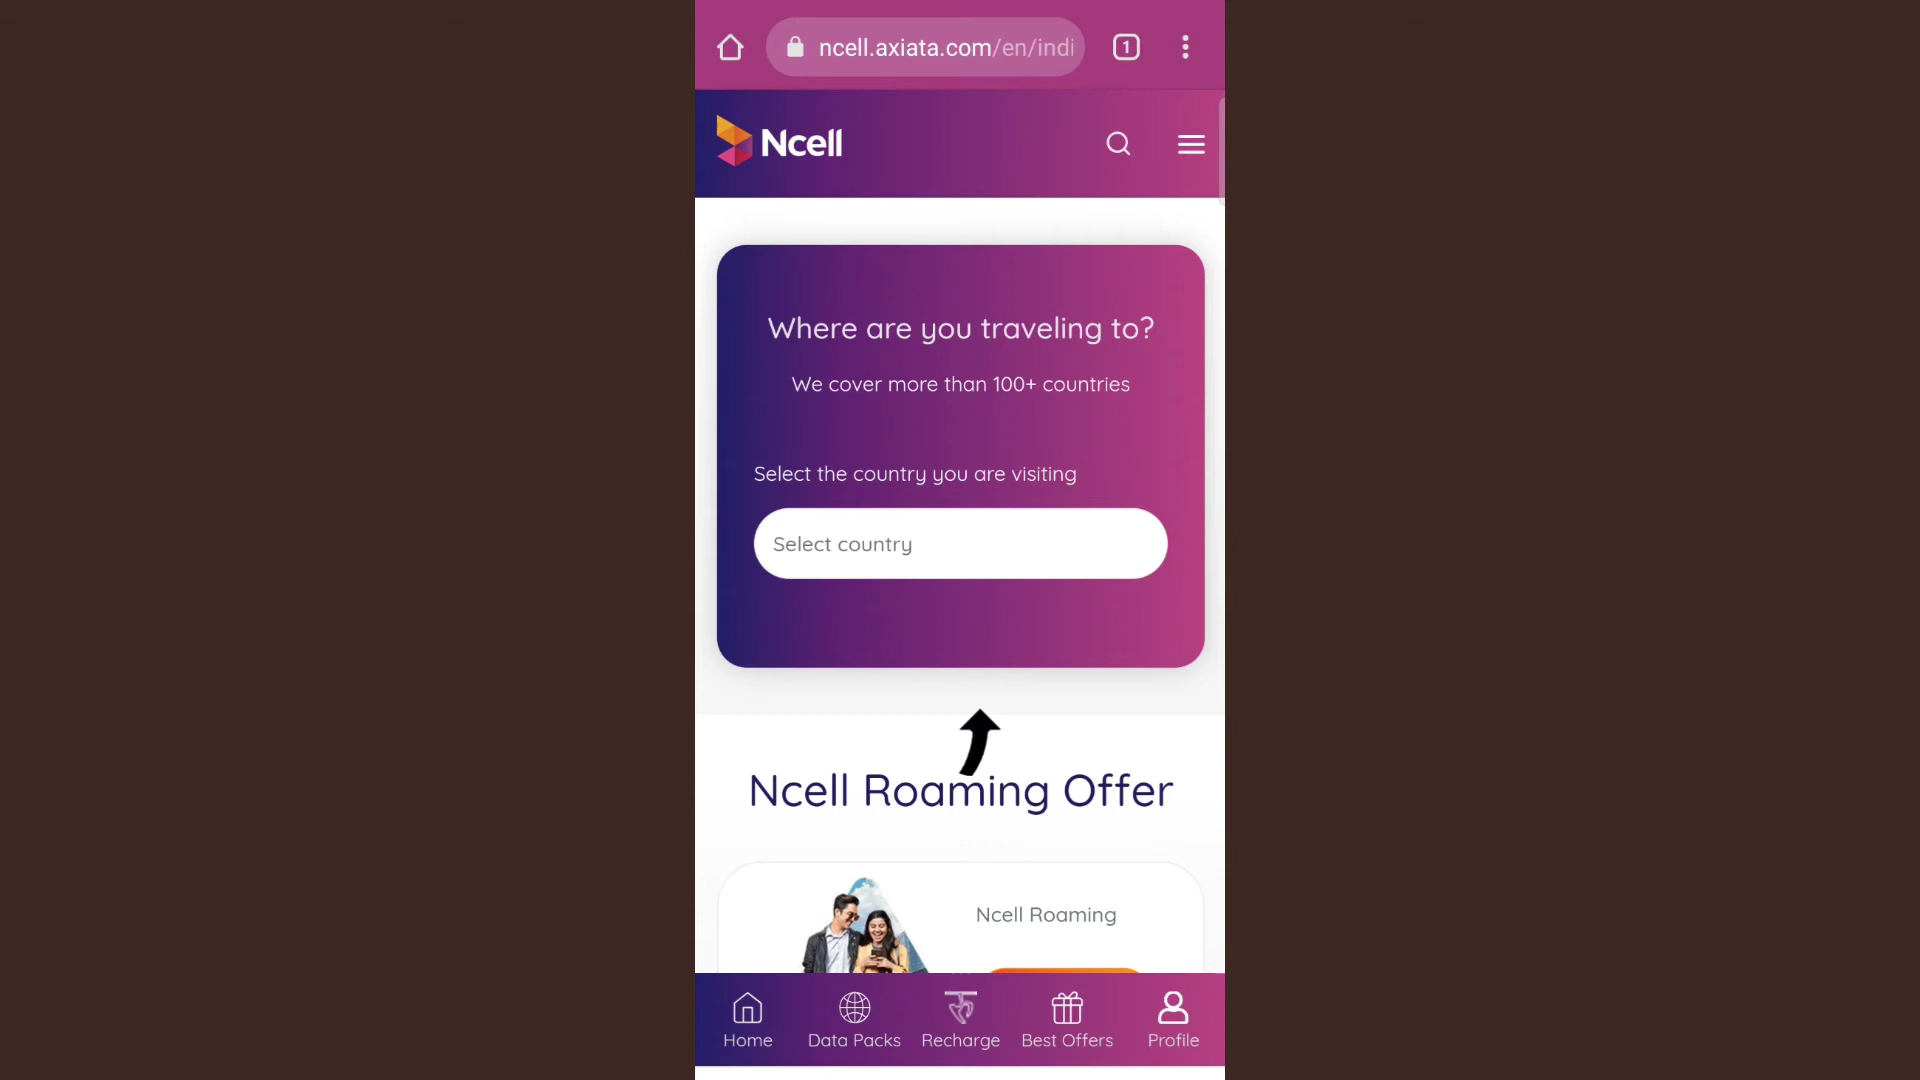 ncell.axiata.com/en/indi
1
Ncell
Where are you traveling to?
We cover more than 100+ countries
Select the country you are visiting
Select country
Ncell Roaming Offer
Ncell Roaming
Home
Data Packs
रु
Recharge
Best Offers
Profile